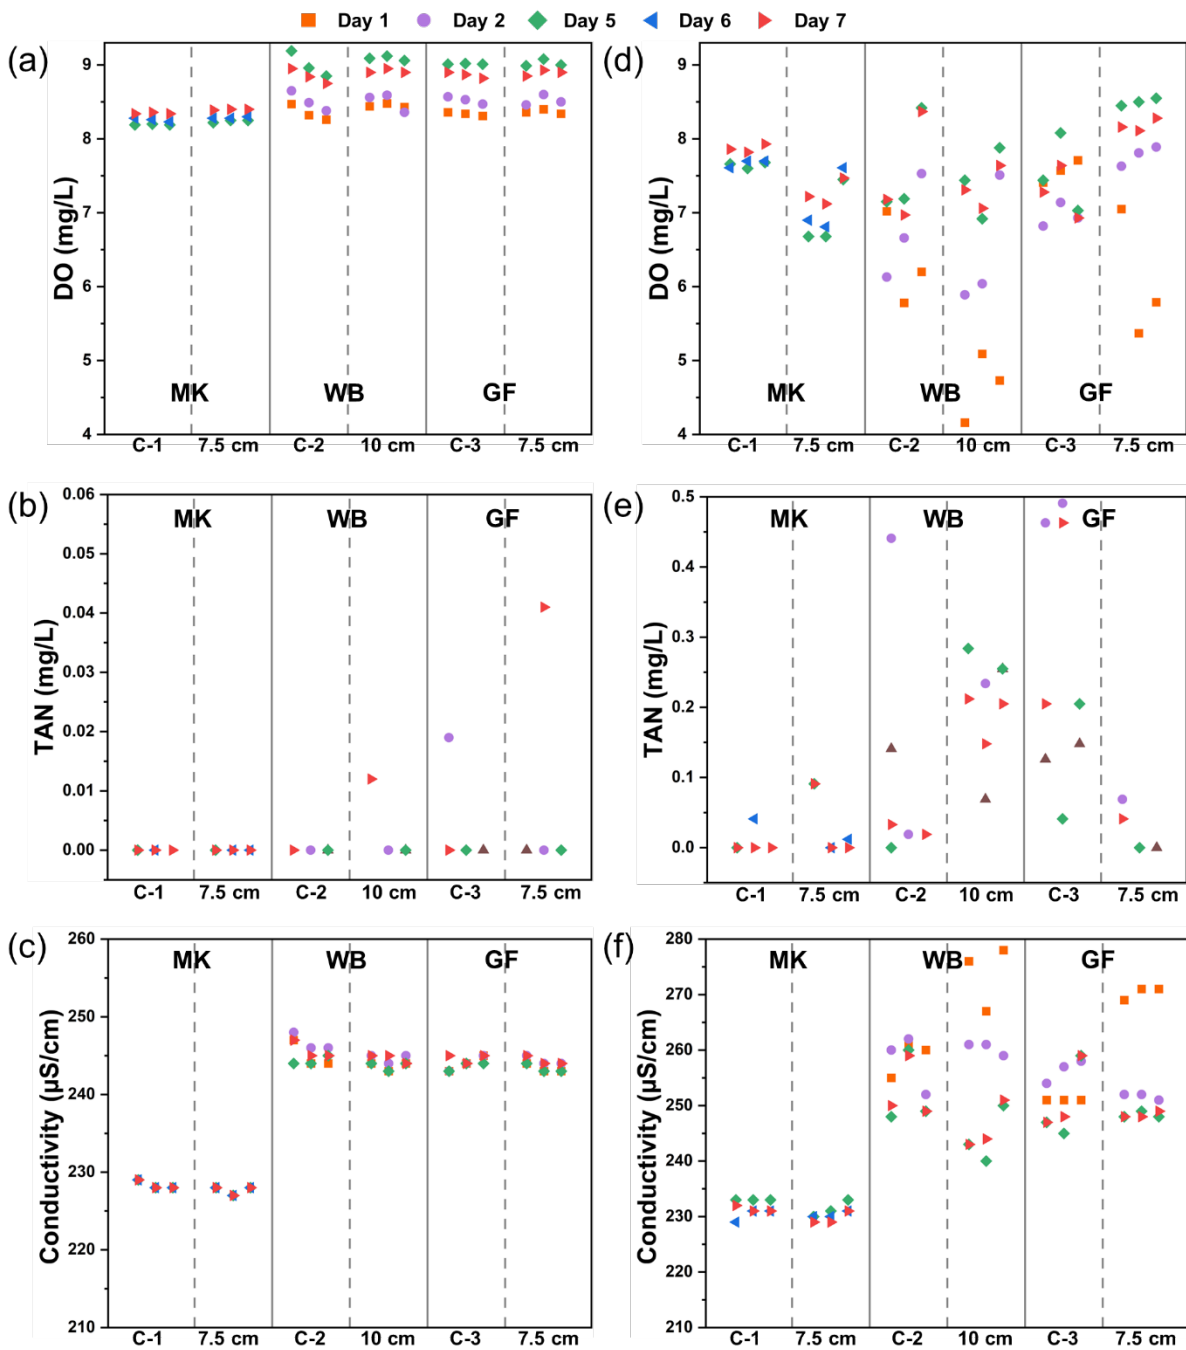 Day 1 Day 2 Day 5 Day 6 Day 7
(a)
DO (mg/L)
9
8
7
6
5
4
MK WB GF
C-1 7.5 cm C-2 10 cm C-3 7.5 cm
(d)
DO (mg/L)
9
8
7
6
5
4
MK WB GF
C-1 7.5 cm C-2 10 cm C-3 7.5 cm
(b)
TAN (mg/L)
0.06
0.05
0.04
0.03
0.02
0.01
0.00
MK WB GF
C-1 7.5 cm C-2 10 cm C-3 7.5 cm
(e)
TAN (mg/L)
0.5
0.4
0.3
0.2
0.1
0.0
MK WB GF
C-1 7.5 cm C-2 10 cm C-3 7.5 cm
(c)
Conductivity (µS/cm)
260
250
240
230
220
210
MK WB GF
C-1 7.5 cm C-2 10 cm C-3 7.5 cm
(f)
Conductivity (µS/cm)
280
270
260
250
240
230
220
210
MK WB GF
C-1 7.5 cm C-2 10 cm C-3 7.5 cm